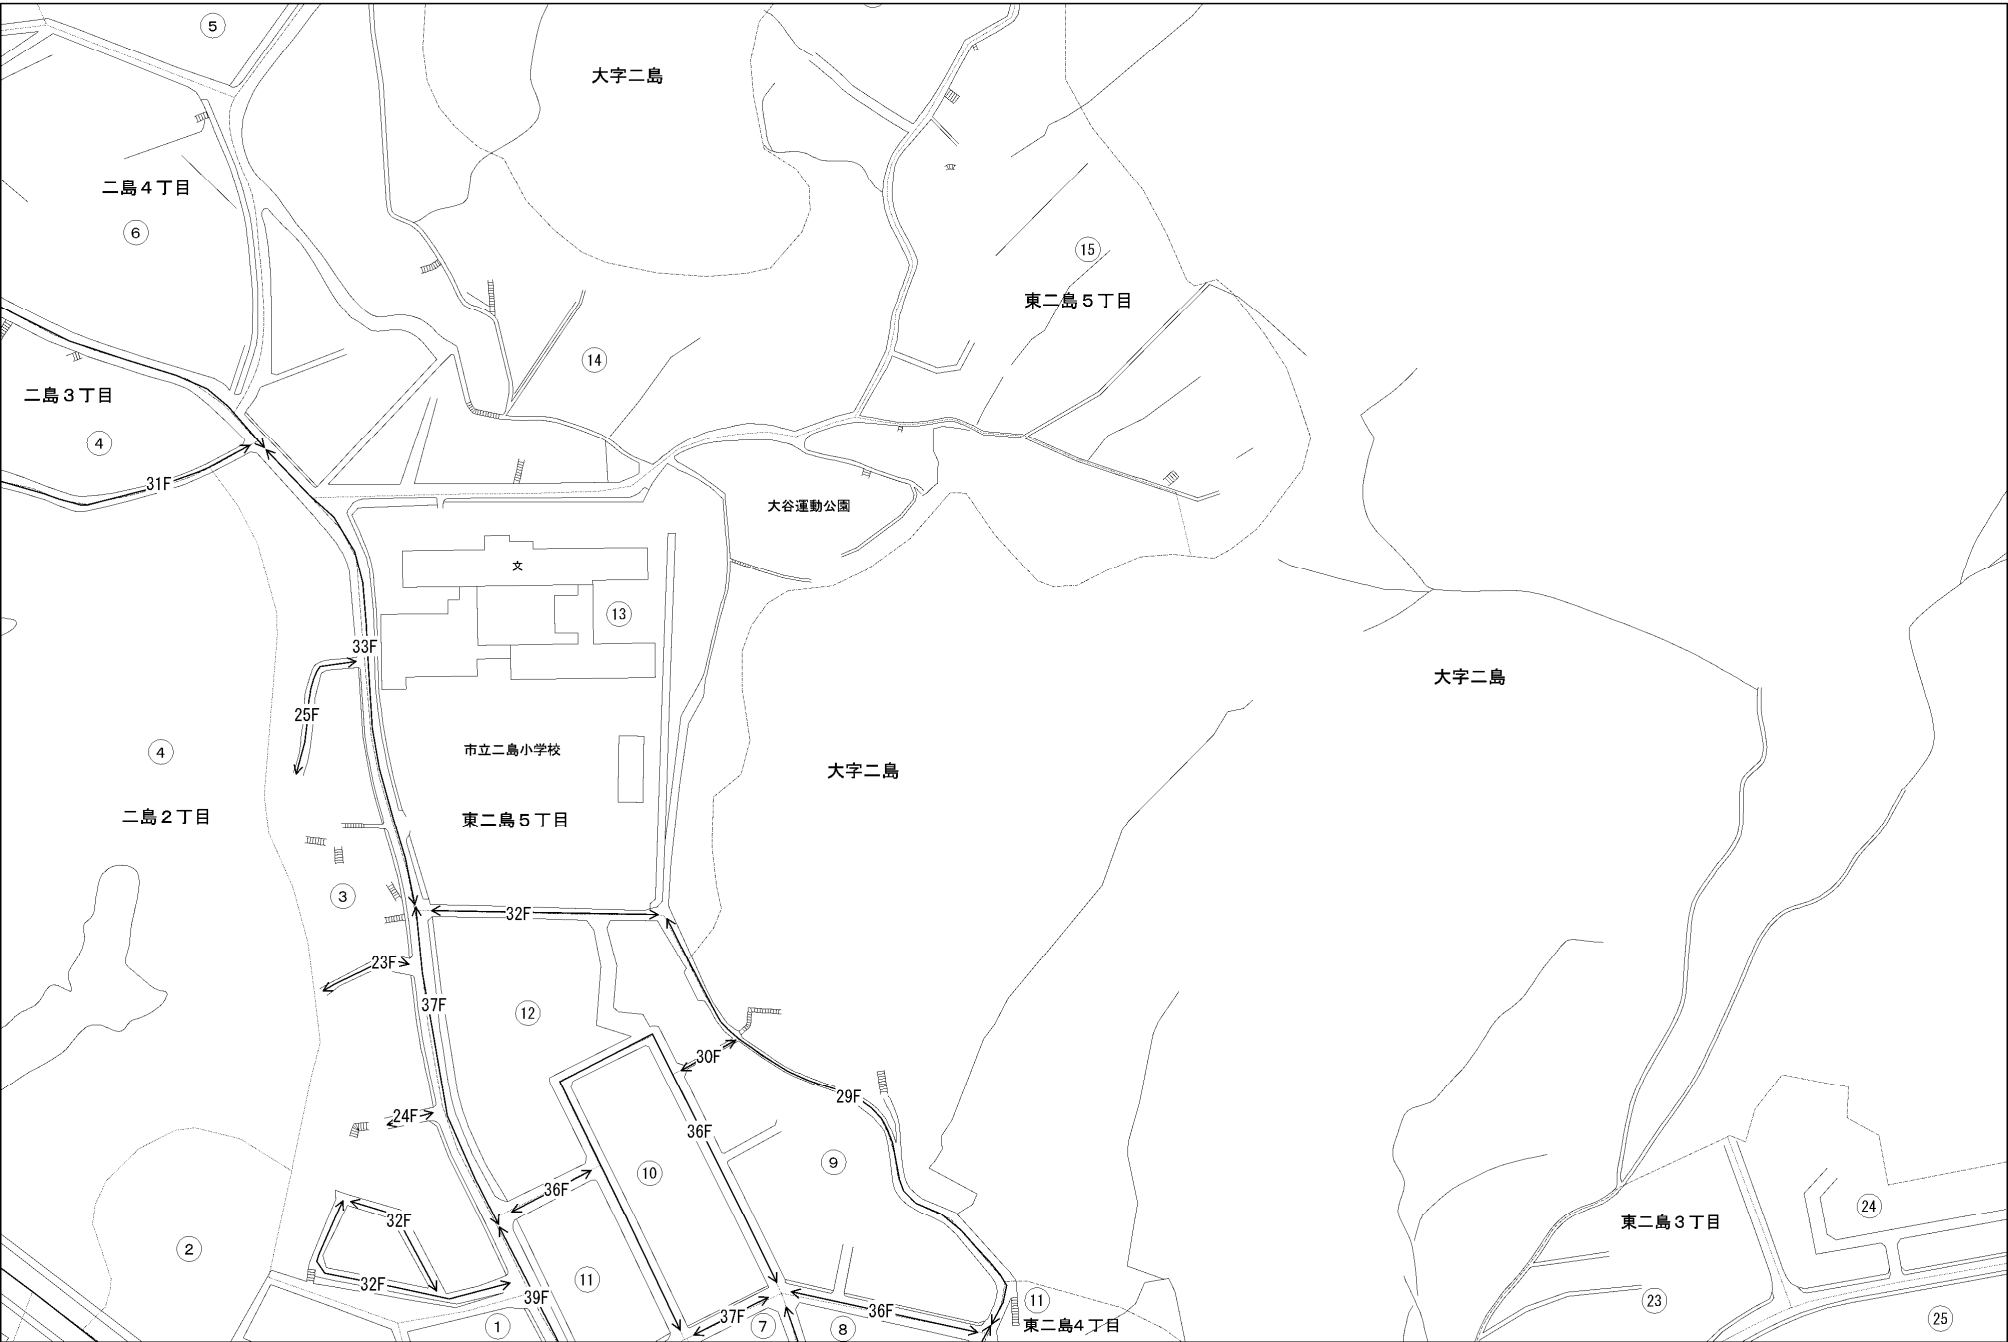 ⑤
大字二島
二島４丁目
⑥
⑮
東二島５丁目
⑭
二島３丁目
④
31F
大谷運動公園
文
⑬
33F
大字二島
25F
市立二島小学校
④
大字二島
二島２丁目
東二島５丁目
③
32F
23F
37F
⑫
30F
29F
24F
36F
⑨
⑩
36F
㉔
32F
東二島３丁目
②
⑪
32F
39F
⑪
㉓
36F
37F
㉕
①
⑦
⑧
東二島４丁目